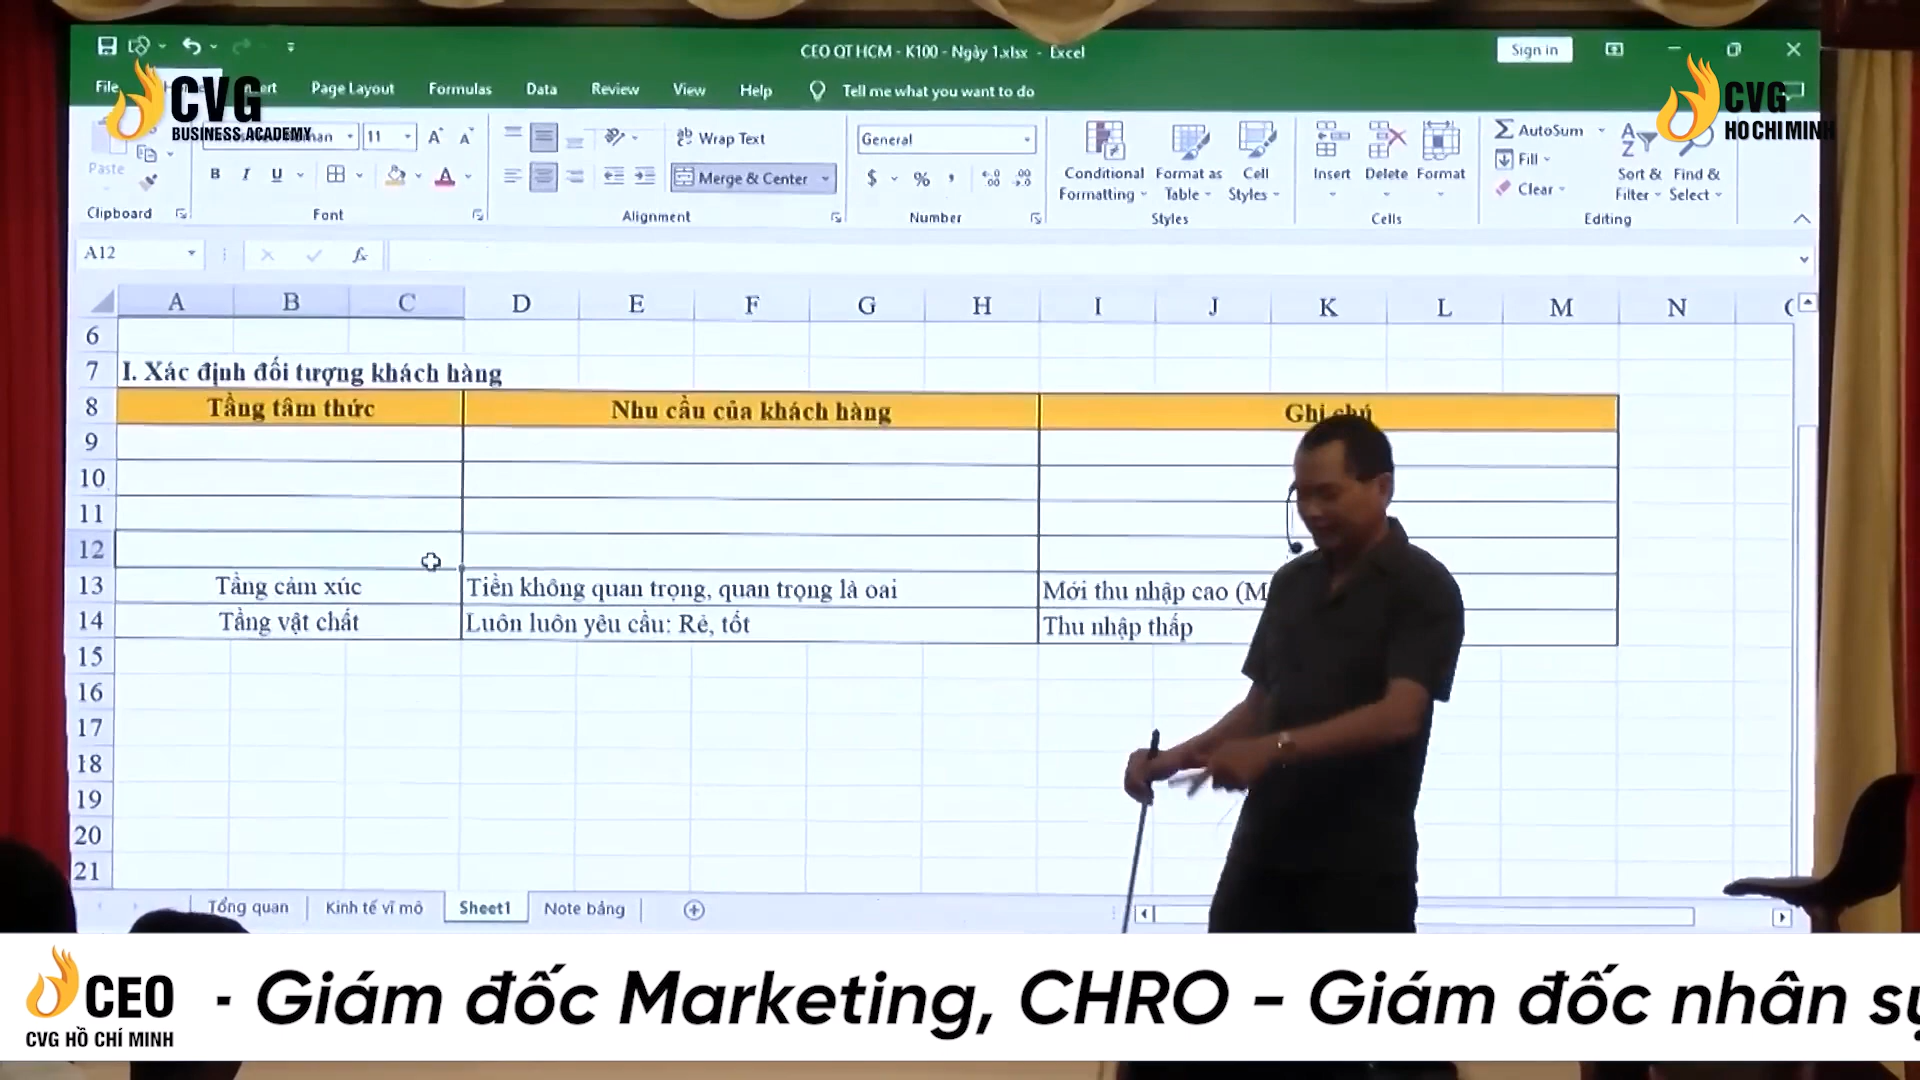 CEO QT HCM - K100 - Ngày 1.xlsx - Excel
Sign in
File
Page Layout
Formulas
Data
Review
View
Help
Tell me what you want to do
CVG
BUSINESS ACADEMY
CVG
HO CHI MINH
Paste
Clipboard
11
B I U
Font
Wrap Text
Merge & Center
Alignment
General
$ % ,
Number
Conditional Formatting
Format as Table
Cell Styles
Styles
Insert
Delete
Format
Cells
AutoSum
Fill
Clear
Sort & Filter
Find & Select
Editing
A12
fx
A B C D E F G H I J K L M N
6
7 I. Xác định đối tượng khách hàng
8 Tầng tâm thức Nhu cầu của khách hàng Ghi chú
9
10
11
12
13 Tầng cảm xúc Tiền không quan trọng, quan trọng là oai Mới thu nhập cao (M
14 Tầng vật chất Luôn luôn yêu cầu: Rẻ, tốt Thu nhập thấp
15
16
17
18
19
20
21
Tổng quan
Kinh tế vĩ mô
Sheet1
Note bảng
CEO
CVG HỒ CHÍ MINH
- Giám đốc Marketing, CHRO – Giám đốc nhân sự